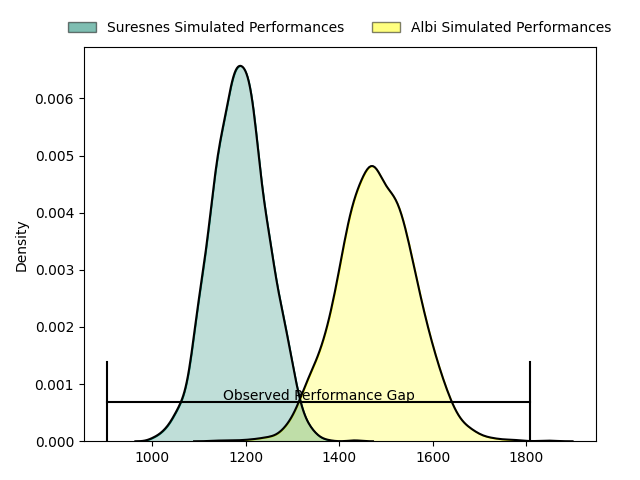 Suresnes Simulated Performances Albi Simulated Performances
0.006
0.005
0.004
0.003
0.002
0.001
0.000
Density
Observed Performance Gap
1000 1200 1400 1600 1800